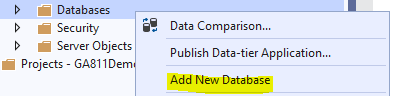 Databases
Security
Server Objects
Projects - GA811Demo
Data Comparison...
Publish Data-tier Application...
Add New Database